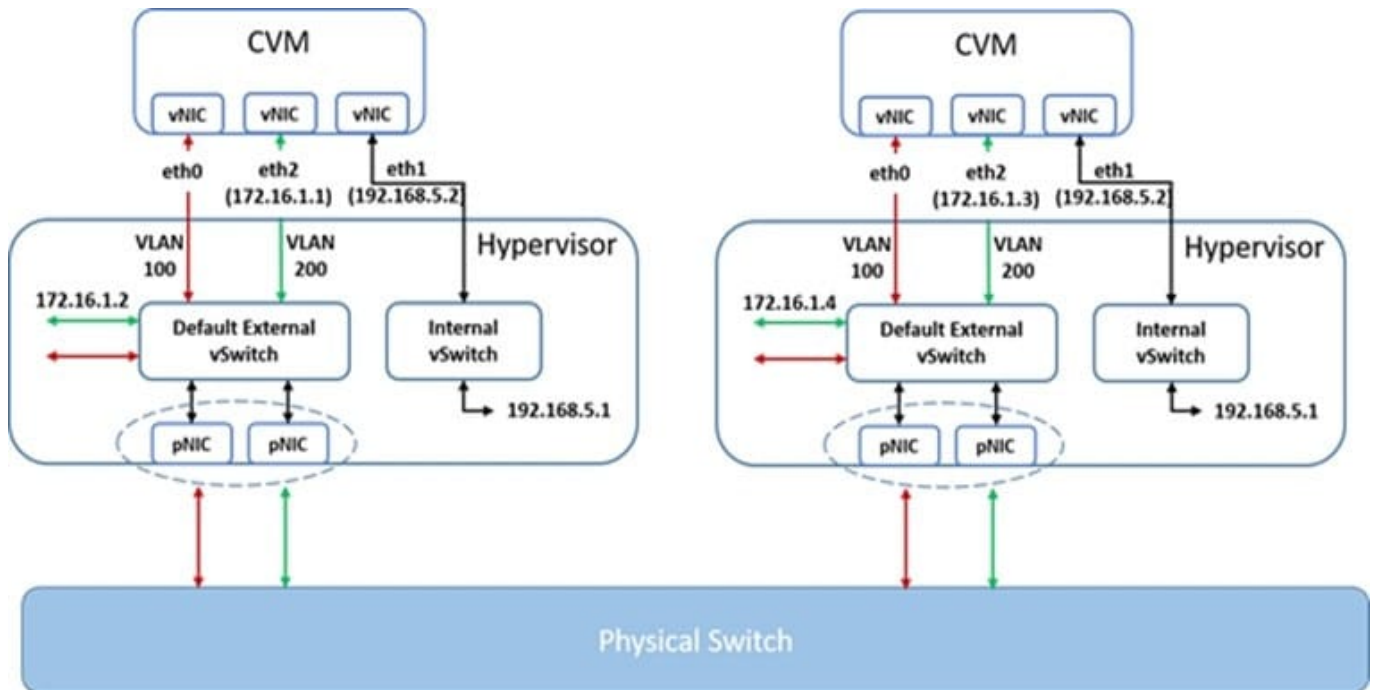 CVM
vNIC vNIC vNIC
eth0
eth2
(172.16.1.1)
eth1
(192.168.5.2)
Hypervisor
VLAN
100
VLAN
200
172.16.1.2
Default External
vSwitch
Internal
vSwitch
192.168.5.1
pNIC pNIC
CVM
vNIC vNIC vNIC
eth0
eth2
(172.16.1.3)
eth1
(192.168.5.2)
Hypervisor
VLAN
100
VLAN
200
172.16.1.4
Default External
vSwitch
Internal
vSwitch
192.168.5.1
pNIC pNIC
Physical Switch